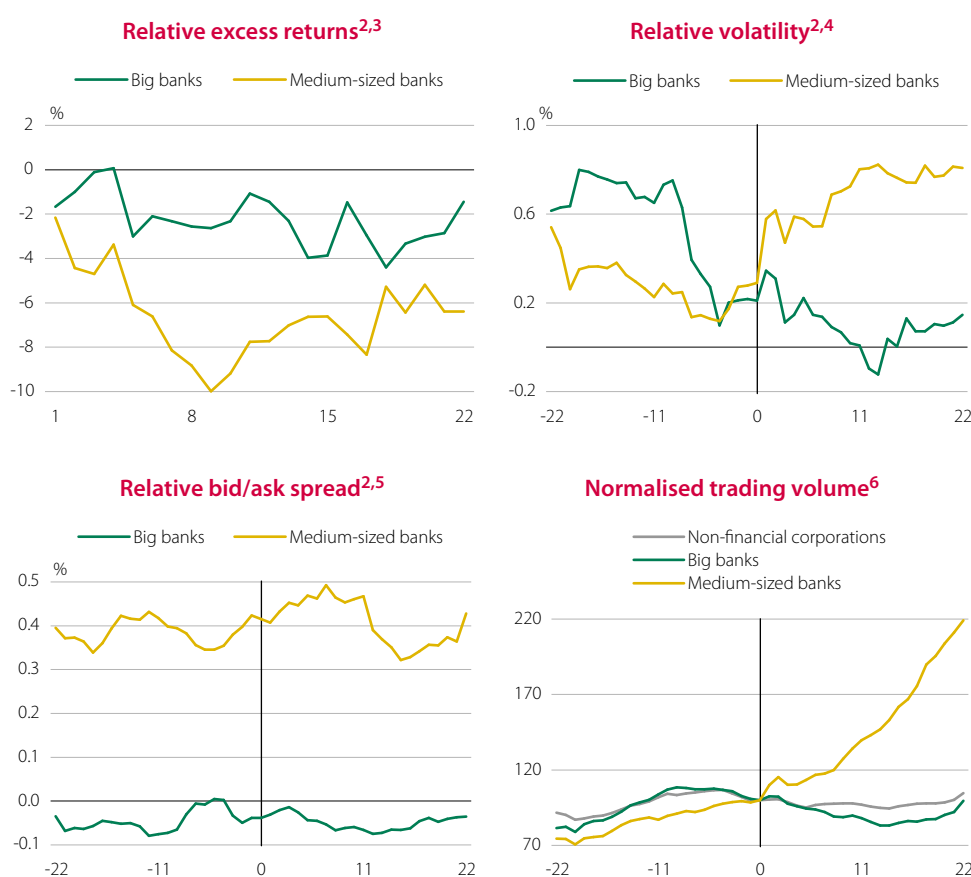 Relative excess returns2,3
Big banks Medium-sized banks
%
2
0
-2
-4
-6
-8
-10
1 8 15 22
Relative volatility2,4
Big banks Medium-sized banks
%
1.0
0.6
0.2
-0.2
-22 -11 0 11 22
Relative bid/ask spread2,5
Big banks Medium-sized banks
%
0.5
0.4
0.3
0.2
0.1
0.0
-0.1
-22 -11 0 11 22
Normalised trading volume6
Non-financial corporations
Big banks
Medium-sized banks
220
170
120
70
-22 -11 0 11 22